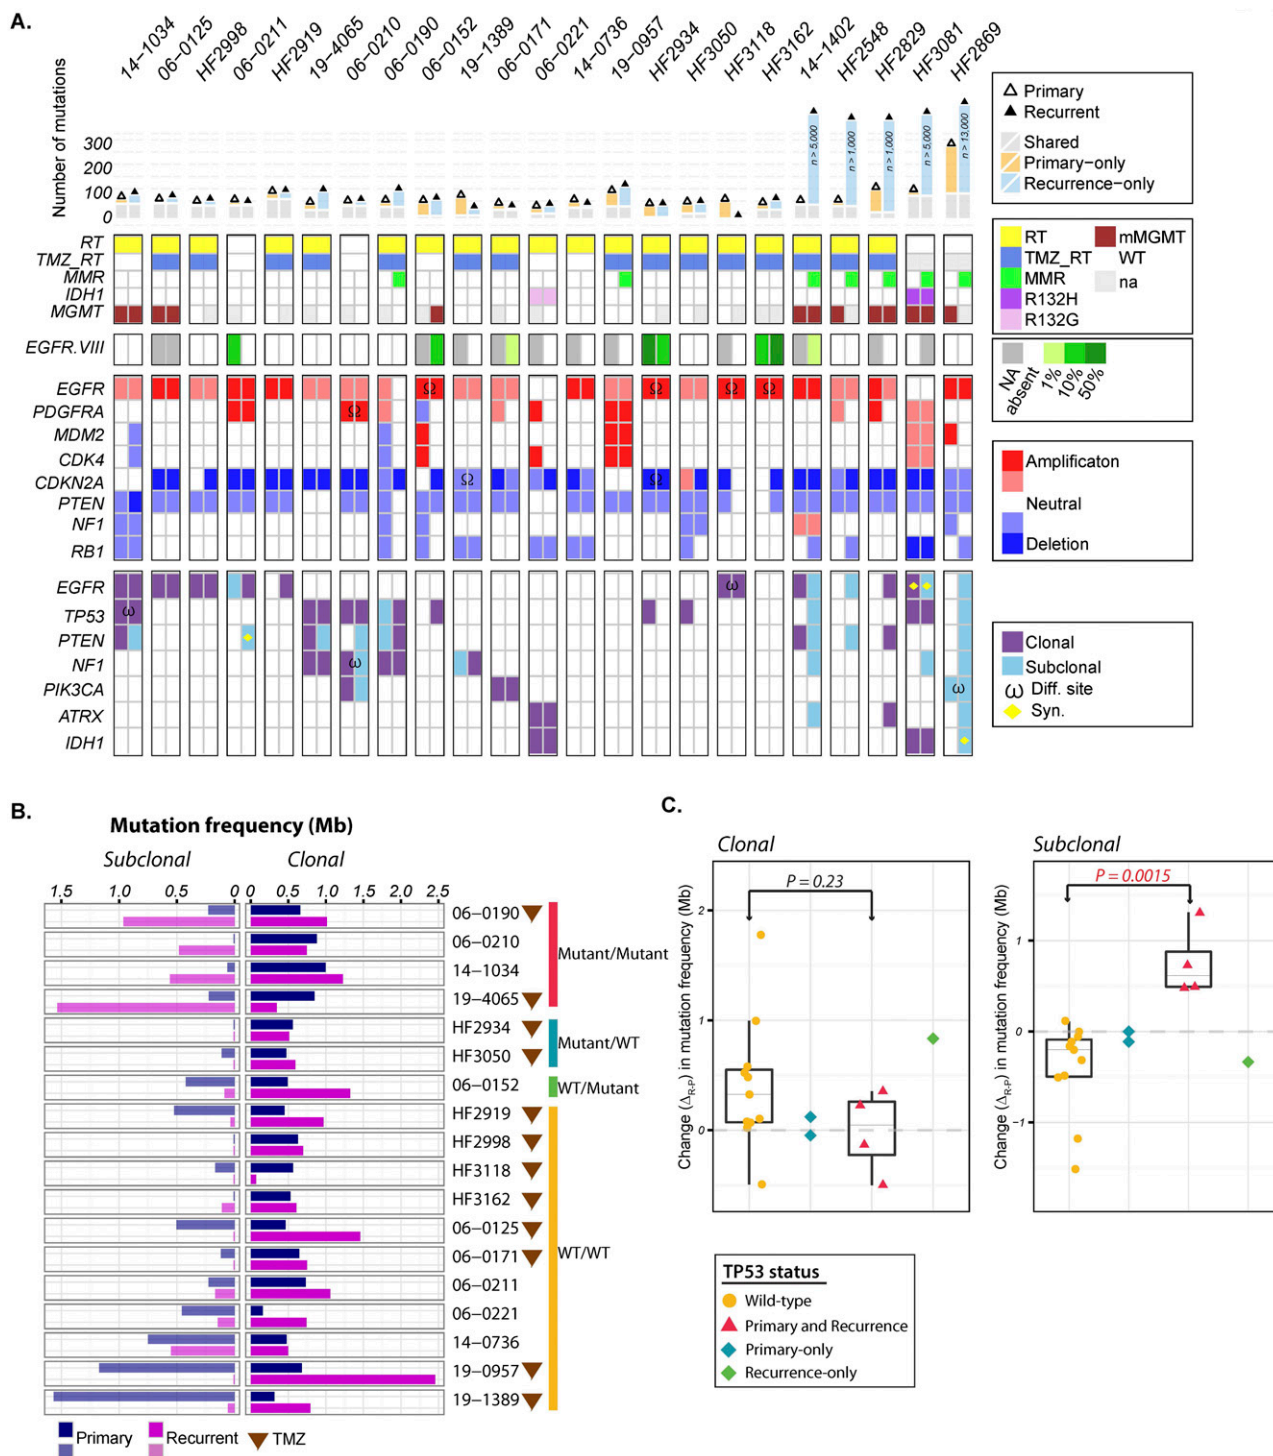 A.
14-1034
06-0125
HF2998
06-0211
HF2919
19-4065
06-0210
06-0190
06-0152
19-1389
06-0171
06-0221
14-0736
19-0957
HF2934
HF3050
HF3118
HF3162
14-1402
HF2548
HF2829
HF3081
HF2869
Number of mutations
300
200
100
0
n > 5,000
n > 1,000
n > 1,000
n > 5,000
n > 13,000
Primary
Recurrent
Shared
Primary-only
Recurrence-only
RT
TMZ_RT
MMR
IDH1
MGMT
RT
TMZ_RT
MMR
R132H
R132G
mMGMT
WT
na
EGFR.VIII
NA
absent
1%
10%
50%
EGFR
Ω
Ω
Ω
Ω
PDGFRA
Ω
MDM2
CDK4
CDKN2A
Ω
Ω
PTEN
NF1
RB1
Amplificaton
Neutral
Deletion
EGFR
ω
TP53
ω
PTEN
NF1
ω
PIK3CA
ω
ATRX
IDH1
Clonal
Subclonal
ω Diff. site
Syn.
B.
Mutation frequency (Mb)
Subclonal
Clonal
1.5 1.0 0.5 0
0 0.5 1.0 1.5 2.0 2.5
06-0190
06-0210
14-1034
19-4065
HF2934
HF3050
06-0152
HF2919
HF2998
HF3118
HF3162
06-0125
06-0171
06-0211
06-0221
14-0736
19-0957
19-1389
Mutant/Mutant
Mutant/WT
WT/Mutant
WT/WT
Primary
Recurrent
TMZ
C.
Clonal
P = 0.23
Change (ΔR-P) in mutation frequency (Mb)
2
1
0
Subclonal
P = 0.0015
Change (ΔR-P) in mutation frequency (Mb)
1
0
-1
TP53 status
Wild-type
Primary and Recurrence
Primary-only
Recurrence-only